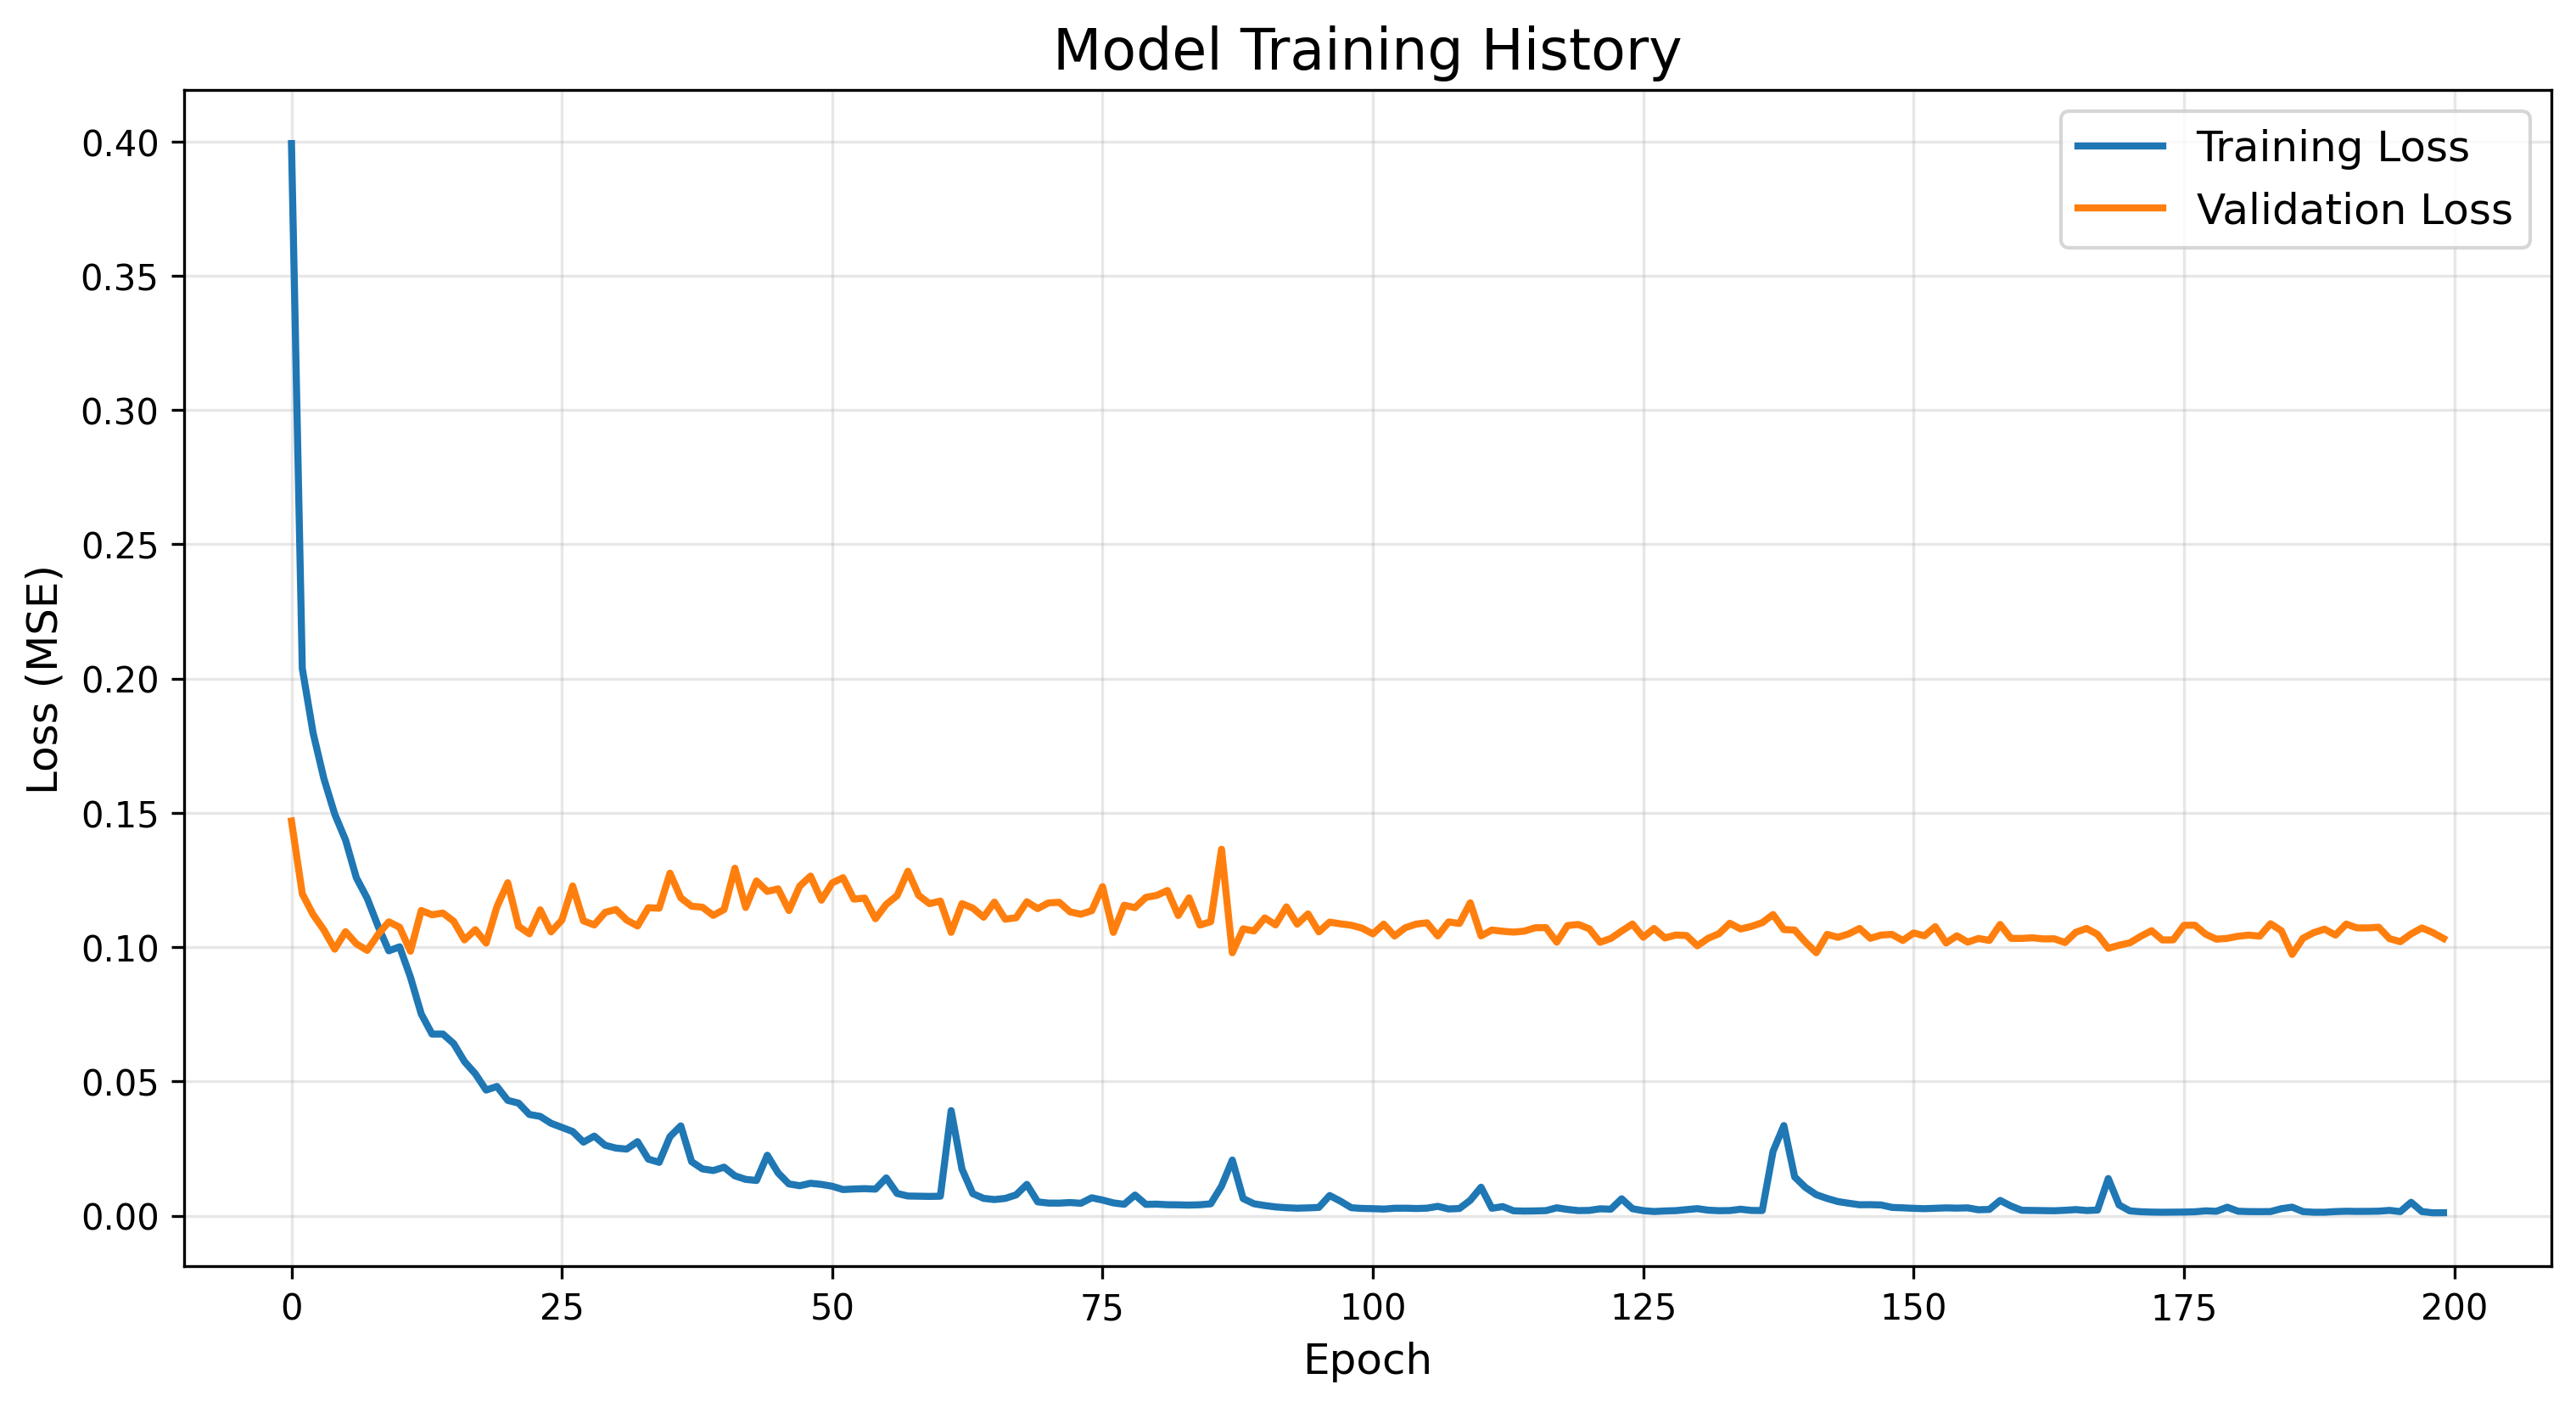 Model Training History
Training Loss
Validation Loss
Loss (MSE)
0.40
0.35
0.30
0.25
0.20
0.15
0.10
0.05
0.00
0 25 50 75 100 125 150 175 200
Epoch